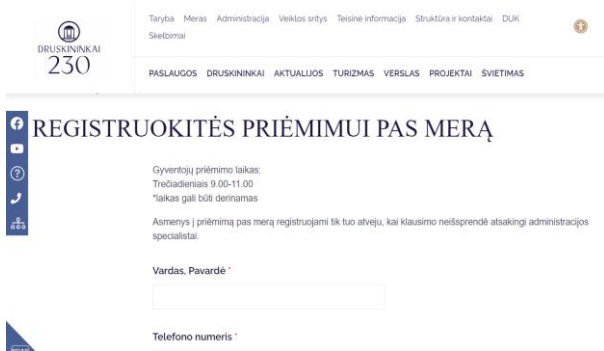 DRUSKININKAI
230
Taryba Meras Administracija Veiklos sritys Teisinė informacija Struktūra ir kontaktai DUK
Skelbimai
PASLAUGOS DRUSKININKAI AKTUALIJOS TURIZMAS VERSLAS PROJEKTAI ŠVIETIMAS
REGISTRUOKITĖS PRIĖMIMUI PAS MERĄ
Gyventojų priėmimo laikas:
Trečiadieniais 9.00-11.00
*laikas gali būti derinamas
Asmenys į priėmimą pas merą registruojami tik tuo atveju, kai klausimo neišsprendė atsakingi administracijos
specialistai.
Vardas, Pavardė *
Telefono numeris *